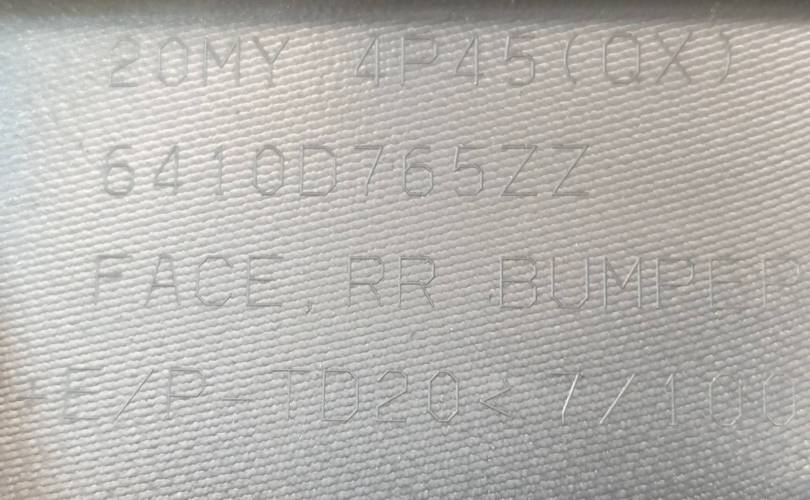 20MY 4P45(QX)
6410D765ZZ
FACE, RR BUMPER
-E/P-TD20< 7/100